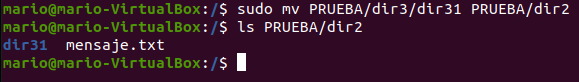 mario@mario-VirtualBox:/$ sudo mv PRUEBA/dir3/dir31 PRUEBA/dir2
mario@mario-VirtualBox:/$ ls PRUEBA/dir2
dir31  mensaje.txt
mario@mario-VirtualBox:/$